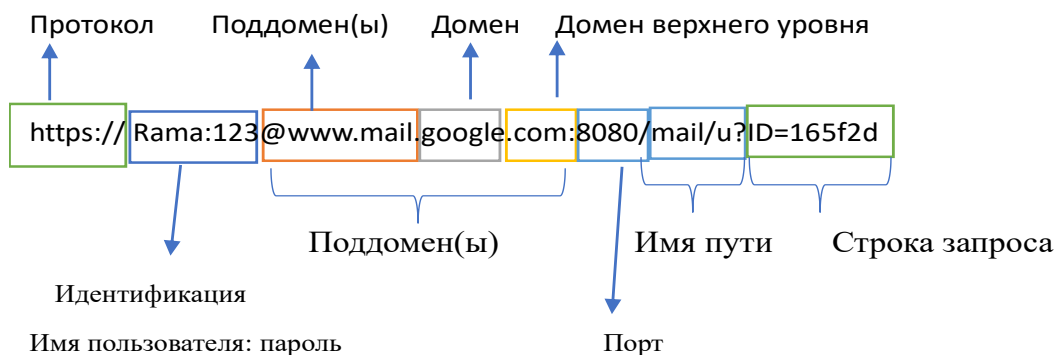 Протокол Поддомен(ы) Домен Домен верхнего уровня
https:// Rama:123@www.mail.google.com:8080/mail/u?ID=165f2d
Поддомен(ы) Имя пути Строка запроса
Идентификация
Имя пользователя: пароль Порт